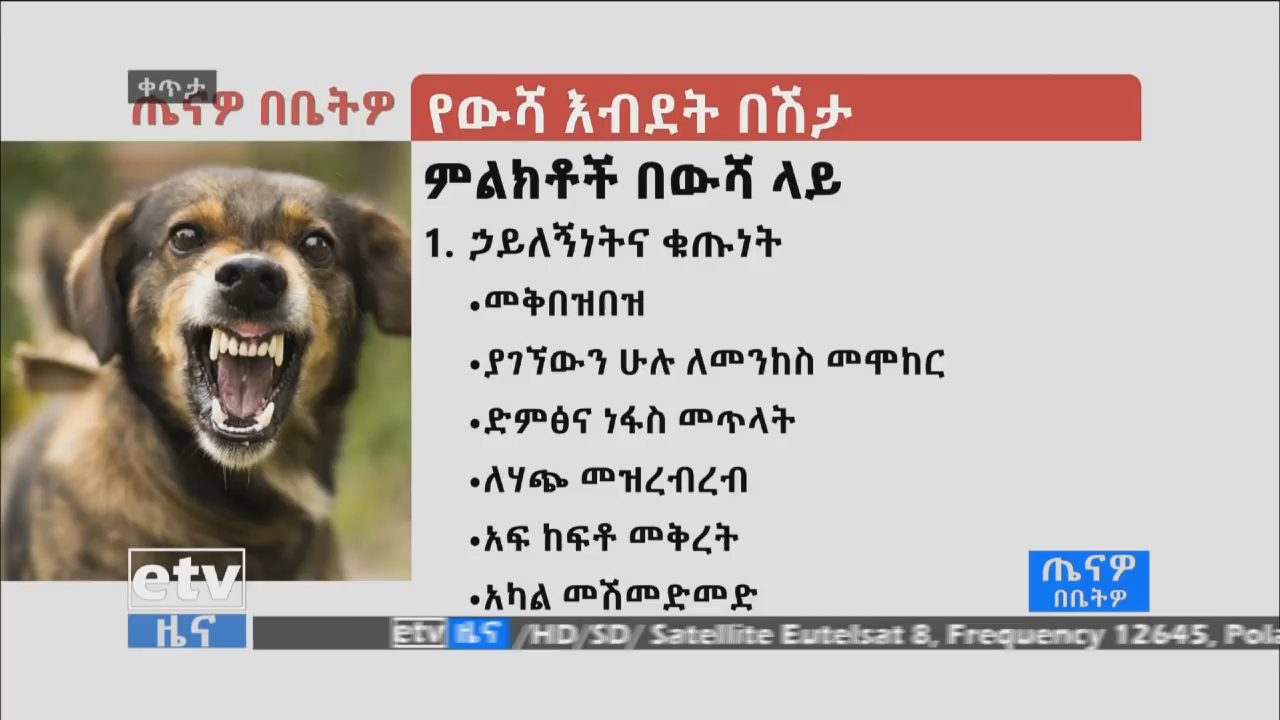 ቀጥታ
ጤናዎ በቤትዎ
የውሻ እብደት በሽታ
ምልክቶች በውሻ ላይ
1. ኃይለኝነትና ቁጡነት
•መቅበዝበዝ
•ያገኘውን ሁሉ ለመንከስ መሞከር
•ድምፅና ነፋስ መጥላት
•ለሃጭ መዝረብረብ
•አፍ ከፍቶ መቅረት
•አካል መሽመድመድ
etv
ዜና
ጤናዎ
በቤትዎ
etv ዜና /HD/SD/ Satellite Eutelsat 8, Frequency 12645, Pola